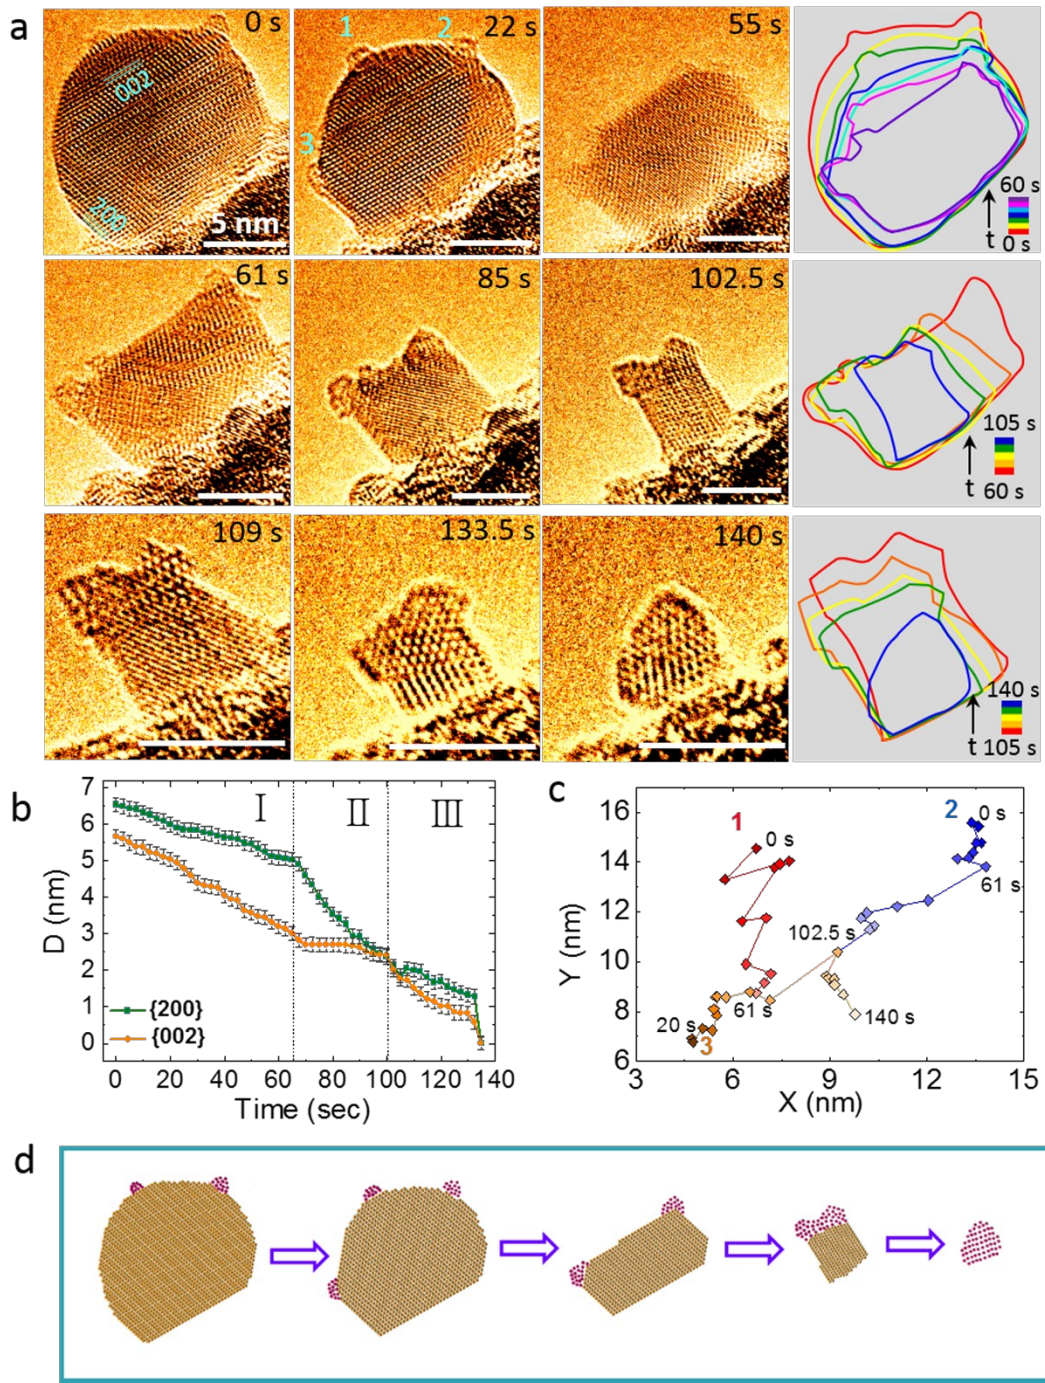 a
0 s
002
200
5 nm
1
2
22 s
3
55 s
60 s
t
0 s
61 s
85 s
102.5 s
105 s
t
60 s
109 s
133.5 s
140 s
140 s
t
105 s
b
7
6
5
4
3
2
1
0
D (nm)
I
II
III
{200}
{002}
0 20 40 60 80 100 120 140
Time (sec)
c
16
14
12
10
8
6
Y (nm)
1
0 s
2
0 s
61 s
102.5 s
61 s
20 s
3
140 s
3 6 9 12 15
X (nm)
d